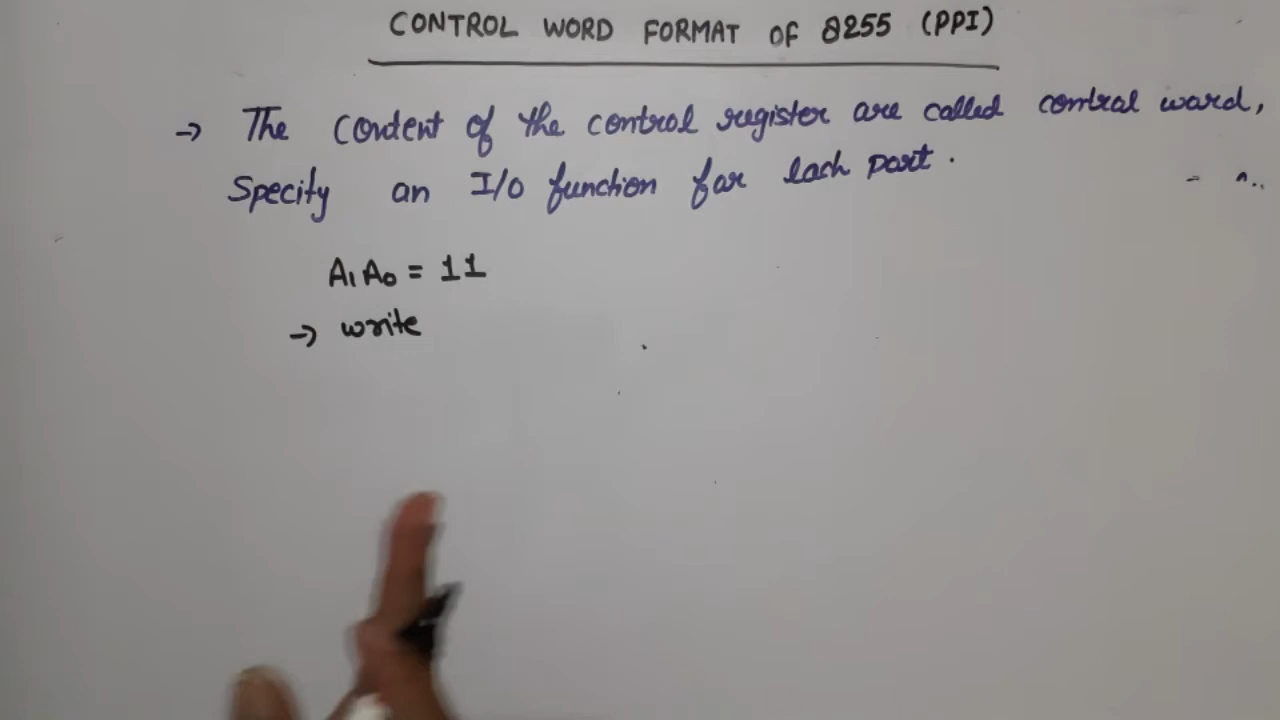 CONTROL WORD FORMAT OF 8255 (PPI)
→ The content of the control register are called control word,
Specify an I/O function for each port.
A₁A₀ = 11
→ write